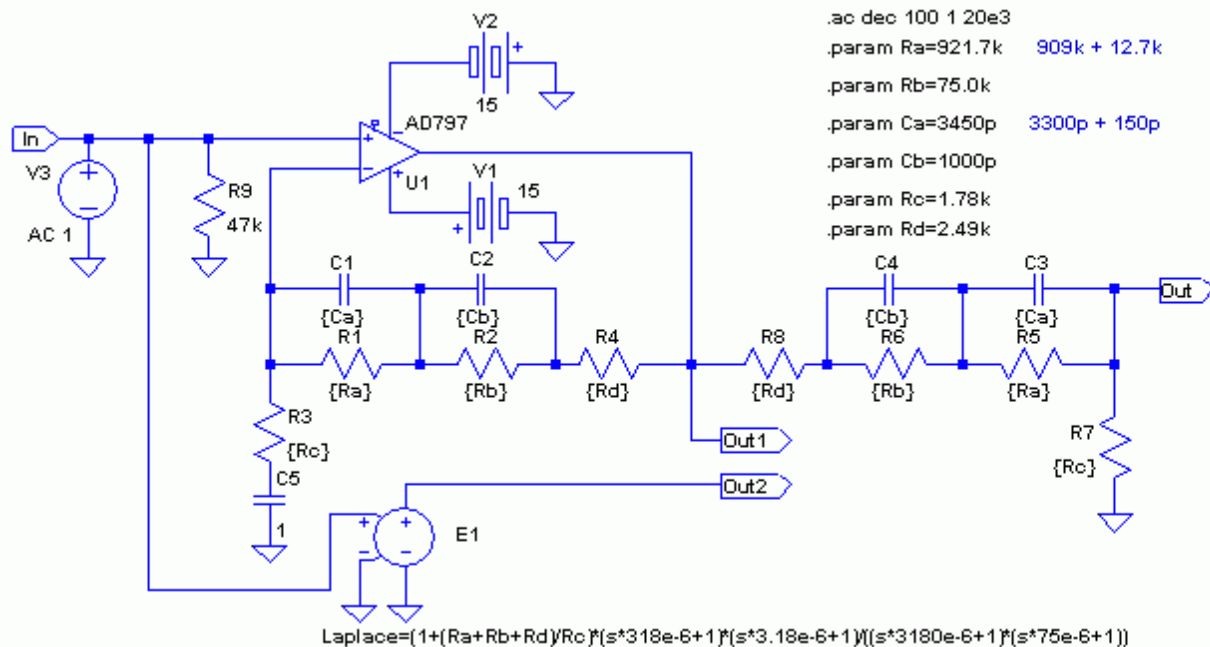 .ac dec 100 1 20e3
.param Ra=921.7k 909k + 12.7k
.param Rb=75.0k
.param Ca=3450p 3300p + 150p
.param Cb=1000p
.param Rc=1.78k
.param Rd=2.49k
V2
15
In
AD797
U1
V3
AC 1
R9
47k
V1
15
C1
{Ca}
C2
{Cb}
R1
{Ra}
R2
{Rb}
R4
{Rd}
C4
{Cb}
C3
{Ca}
Out
R8
{Rd}
R6
{Rb}
R5
{Ra}
R3
{Rc}
C5
1
Out1
R7
{Rc}
Out2
E1
Laplace=(1+(Ra+Rb+Rd)/Rc)*(s*318e-6+1)*(s*3.18e-6+1)/((s*3180e-6+1)*(s*75e-6+1))